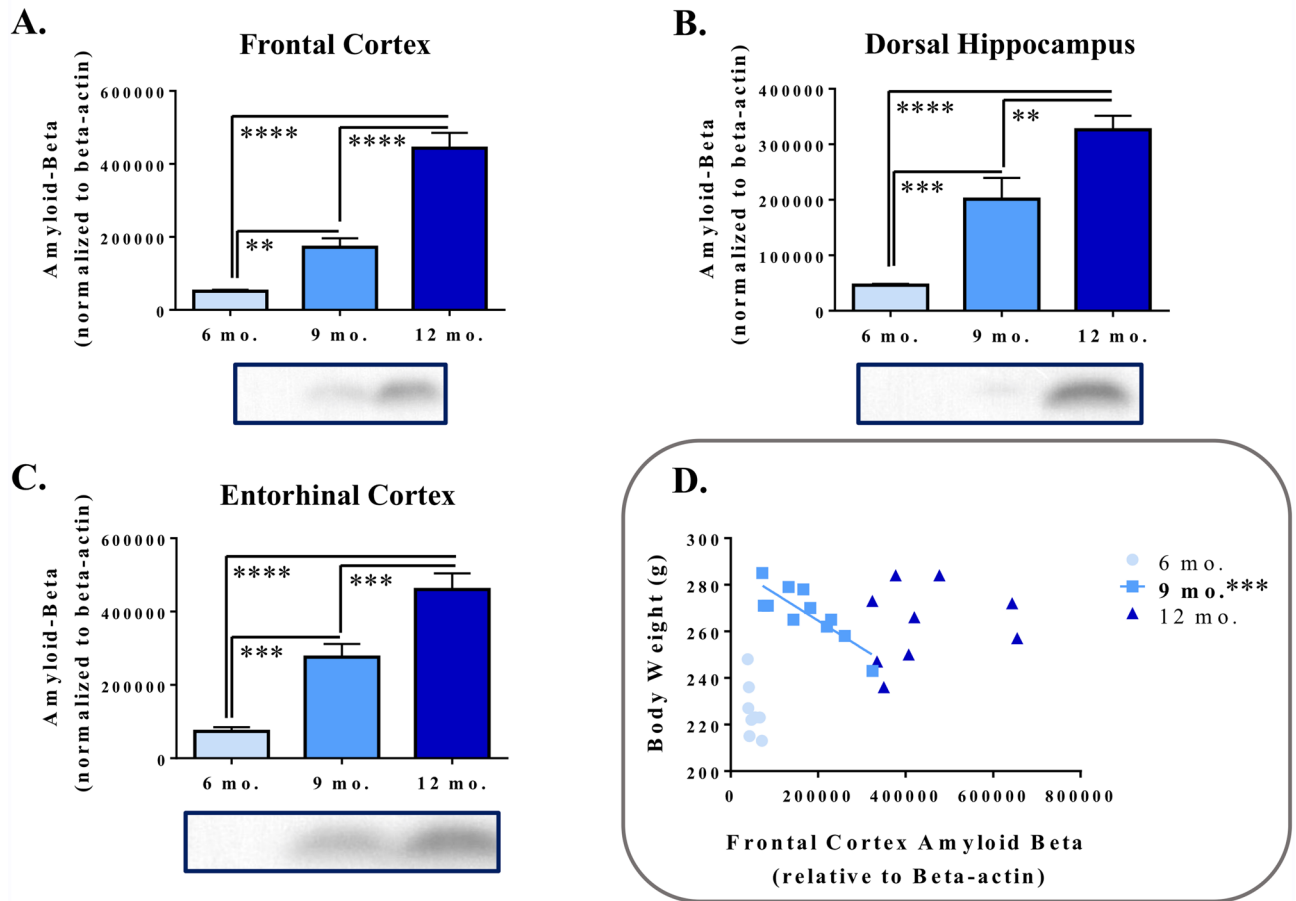 A.
Frontal Cortex
Amyloid-Beta
(normalized to beta-actin)
600000
400000
200000
0
****
****
**
6 mo.
9 mo.
12 mo.
B.
Dorsal Hippocampus
Amyloid-Beta
(normalized to beta-actin)
400000
300000
200000
100000
0
****
**
***
6 mo.
9 mo.
12 mo.
C.
Entorhinal Cortex
Amyloid-Beta
(normalized to beta-actin)
600000
400000
200000
0
****
***
***
6 mo.
9 mo.
12 mo.
D.
Body Weight (g)
300
280
260
240
220
200
0
200000
400000
600000
800000
Frontal Cortex Amyloid Beta
(relative to Beta-actin)
6 mo.
9 mo.***
12 mo.